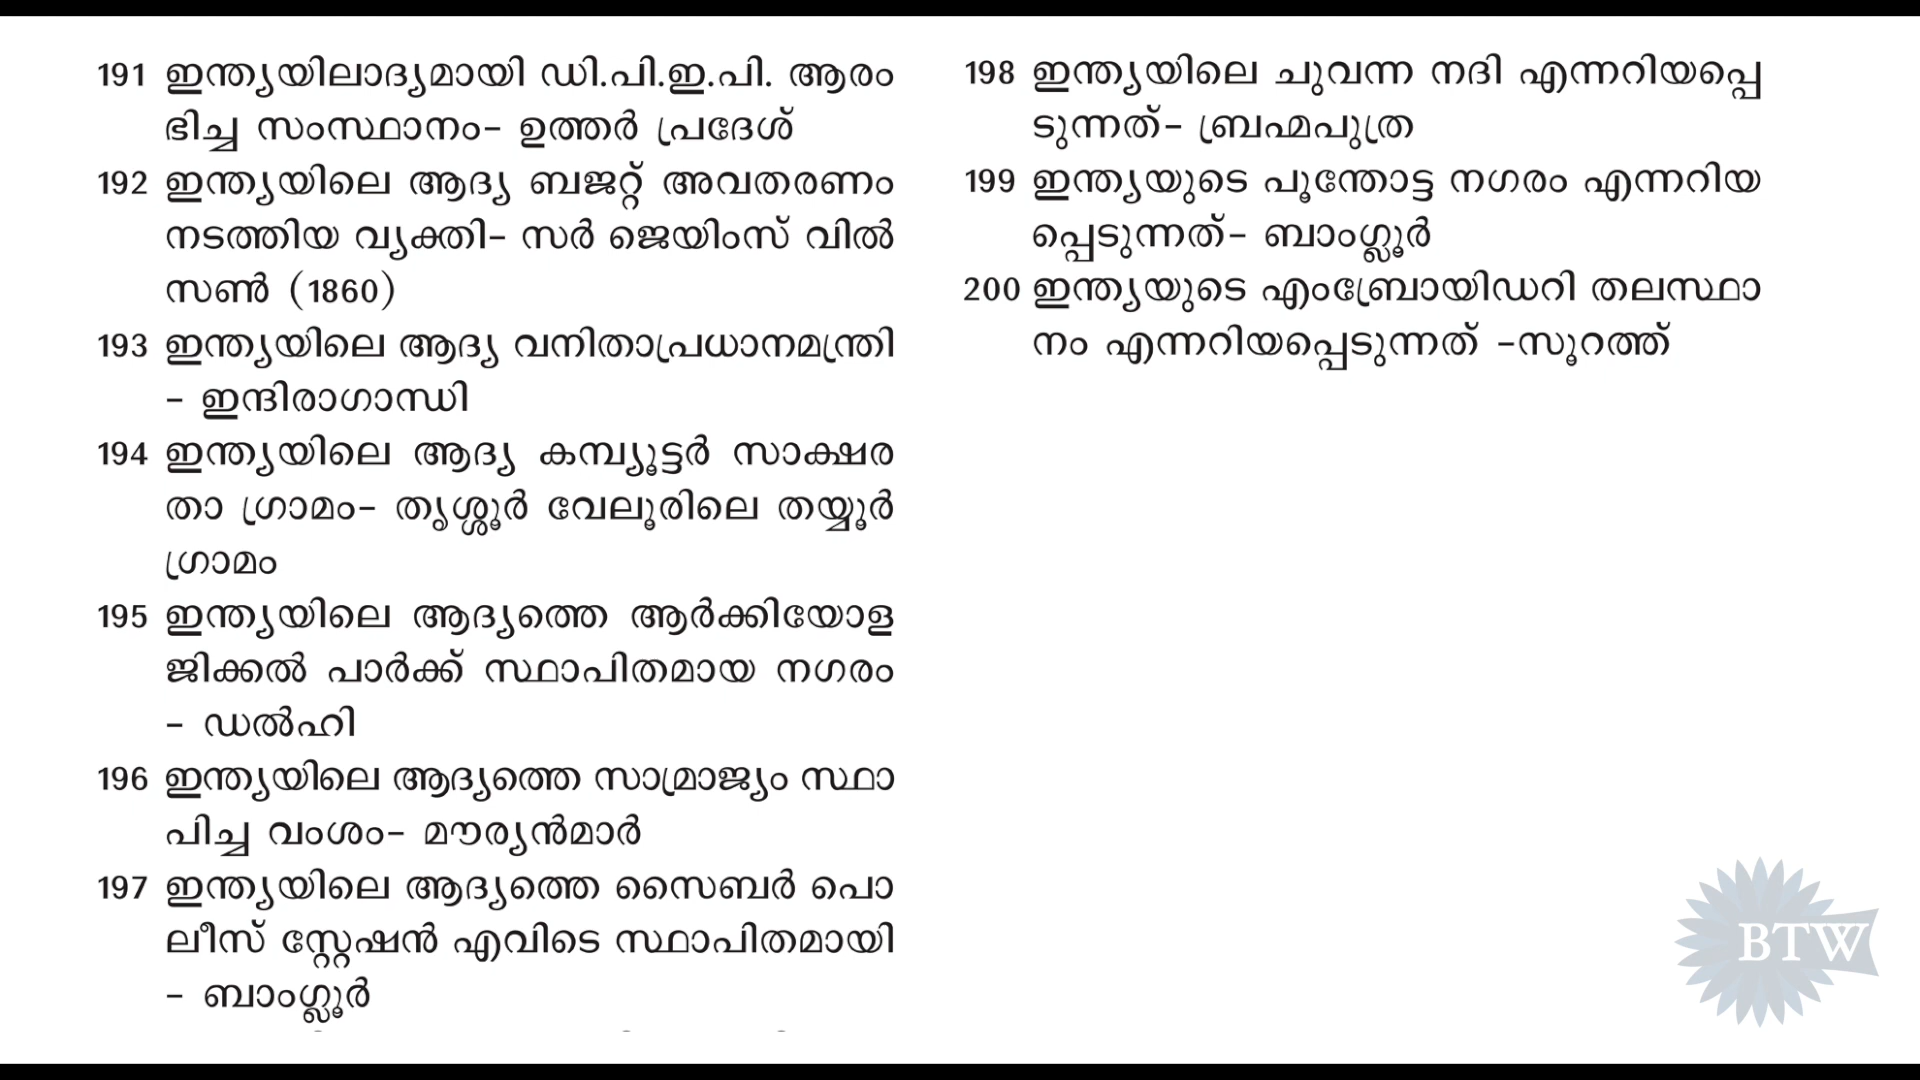 191 ഇന്ത്യയിലാദ്യമായി ഡി.പി.ഇ.പി. ആരം
ഭിച്ച സംസ്ഥാനം- ഉത്തർ പ്രദേശ്
192 ഇന്ത്യയിലെ ആദ്യ ബജറ്റ് അവതരണം
നടത്തിയ വ്യക്തി- സർ ജെയിംസ് വിൽ
സൺ (1860)
193 ഇന്ത്യയിലെ ആദ്യ വനിതാപ്രധാനമന്ത്രി
- ഇന്ദിരാഗാന്ധി
194 ഇന്ത്യയിലെ ആദ്യ കമ്പ്യൂട്ടർ സാക്ഷര
താ ഗ്രാമം- തൃശ്ശൂർ വേലൂരിലെ തയ്യൂർ
ഗ്രാമം
195 ഇന്ത്യയിലെ ആദ്യത്തെ ആർക്കിയോള
ജിക്കൽ പാർക്ക് സ്ഥാപിതമായ നഗരം
- ഡൽഹി
196 ഇന്ത്യയിലെ ആദ്യത്തെ സാമ്രാജ്യം സ്ഥാ
പിച്ച വംശം- മൗര്യൻമാർ
197 ഇന്ത്യയിലെ ആദ്യത്തെ സൈബർ പൊ
ലീസ് സ്റ്റേഷൻ എവിടെ സ്ഥാപിതമായി
- ബാംഗ്ലൂർ
198 ഇന്ത്യയിലെ ചുവന്ന നദി എന്നറിയപ്പെ
ടുന്നത്- ബ്രഹ്മപുത്ര
199 ഇന്ത്യയുടെ പൂന്തോട്ട നഗരം എന്നറിയ
പ്പെടുന്നത്- ബാംഗ്ലൂർ
200 ഇന്ത്യയുടെ എംബ്രോയിഡറി തലസ്ഥാ
നം എന്നറിയപ്പെടുന്നത് -സൂറത്ത്
BTW